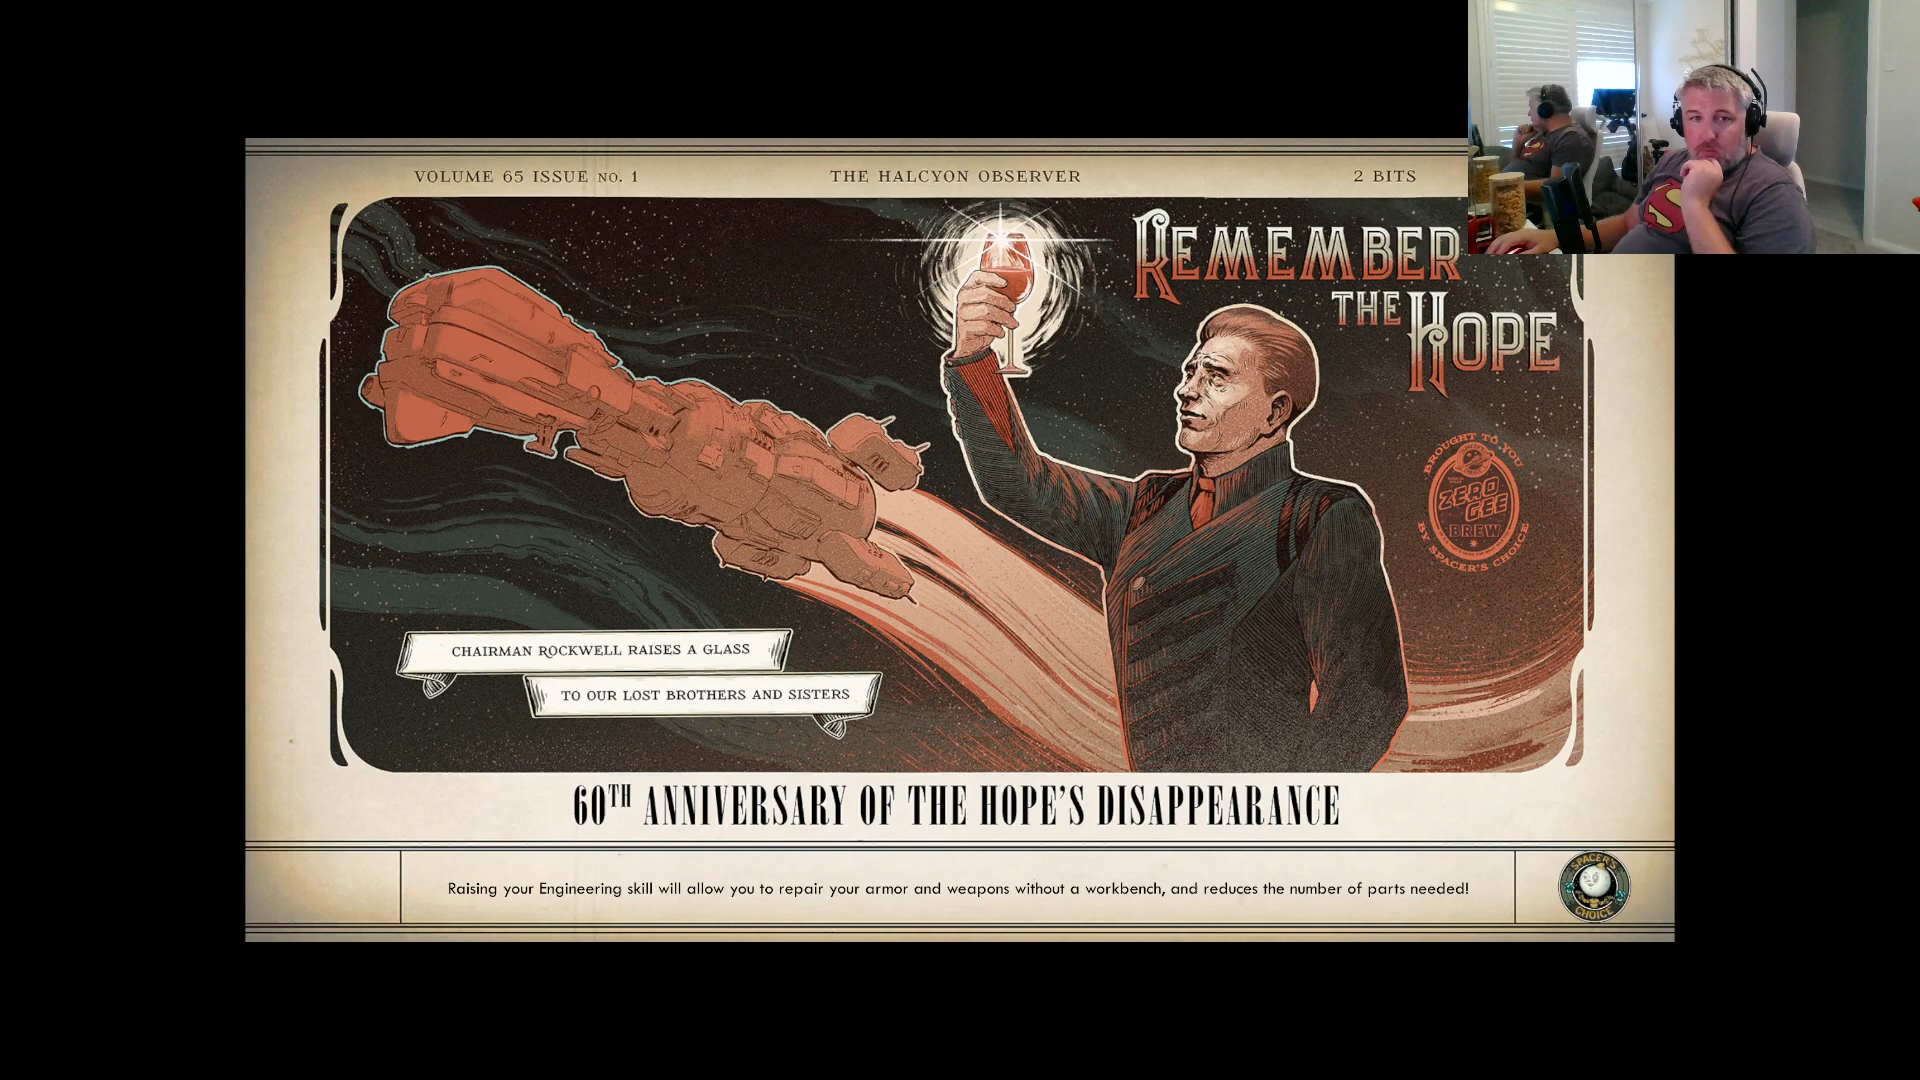 VOLUME 65 ISSUE NO. 1
THE HALCYON OBSERVER
2 BITS
REMEMBER
THE HOPE
BROUGHT TO YOU
ZERO
GEE
BREW
BY SPACER'S CHOICE
CHAIRMAN ROCKWELL RAISES A GLASS
TO OUR LOST BROTHERS AND SISTERS
60TH ANNIVERSARY OF THE HOPE'S DISAPPEARANCE
Raising your Engineering skill will allow you to repair your armor and weapons without a workbench, and reduces the number of parts needed!
SPACER'S
CHOICE